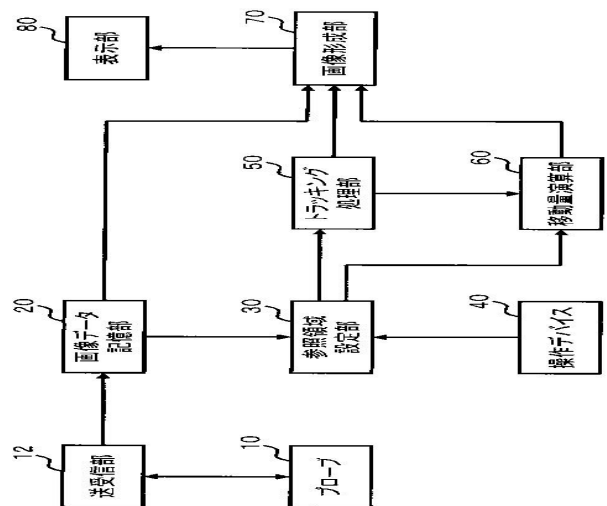 12
送受信部
10
プローブ
20
画像データ
記憶部
30
参照領域
設定部
40
操作デバイス
50
トラッキング
処理部
60
移動量演算部
70
画像形成部
80
表示部